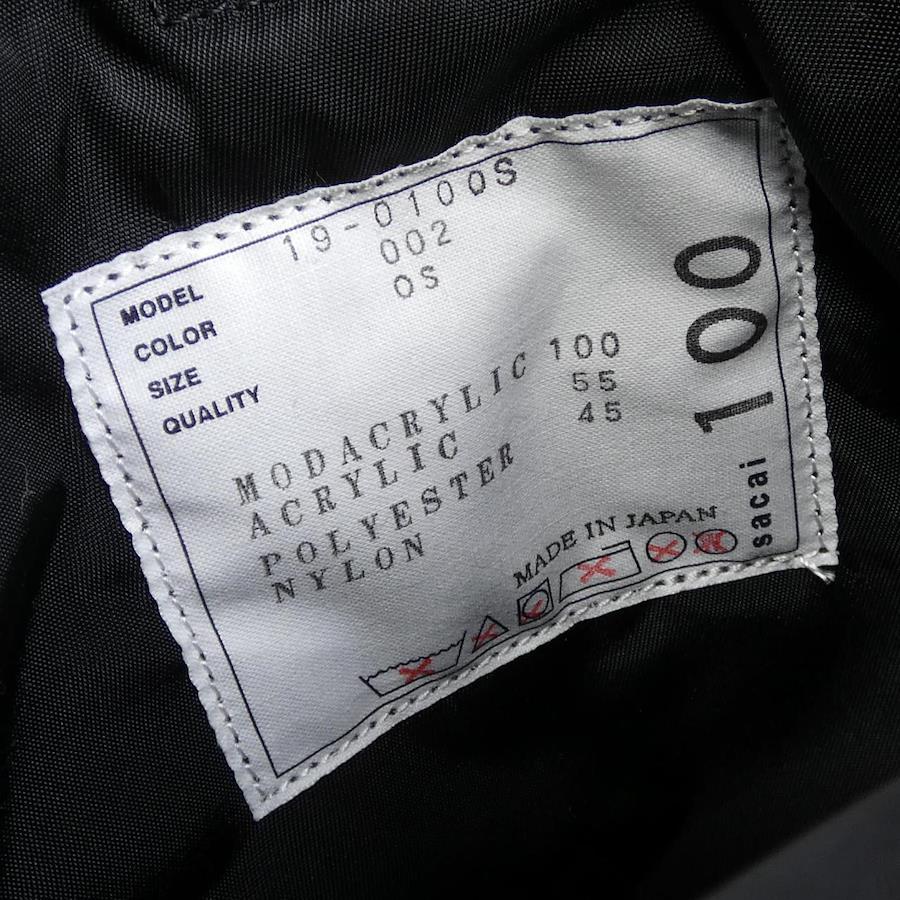 MODEL 19-0100S
COLOR 002
SIZE OS
QUALITY
MODACRYLIC 100
ACRYLIC 55
POLYESTER 45
NYLON
MADE IN JAPAN
sacai 100